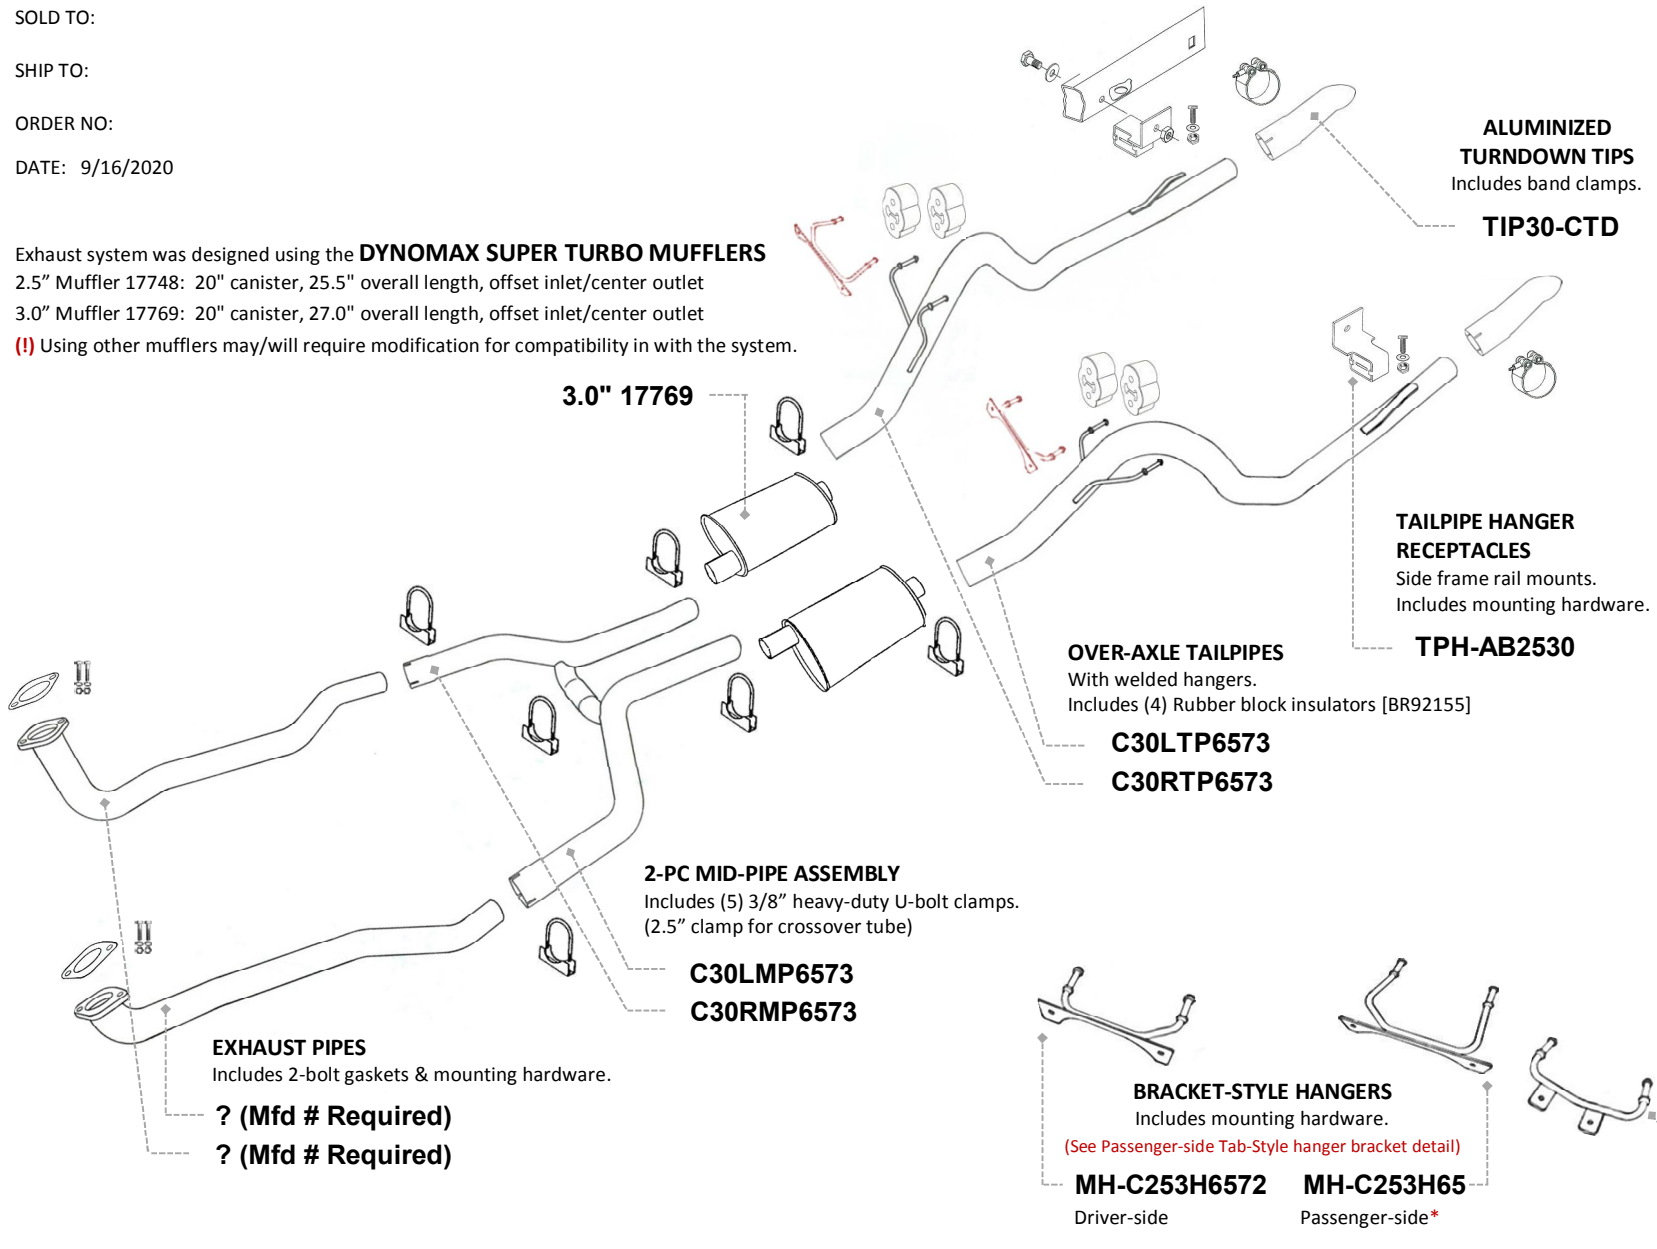 SOLD TO:
SHIP TO:
ORDER NO:
DATE: 9/16/2020
Exhaust system was designed using the DYNOMAX SUPER TURBO MUFFLERS
2.5” Muffler 17748: 20" canister, 25.5" overall length, offset inlet/center outlet
3.0” Muffler 17769: 20" canister, 27.0" overall length, offset inlet/center outlet
(!) Using other mufflers may/will require modification for compatibility in with the system.
3.0" 17769
ALUMINIZED
TURNDOWN TIPS
Includes band clamps.
TIP30-CTD
TAILPIPE HANGER
RECEPTACLES
Side frame rail mounts.
Includes mounting hardware.
TPH-AB2530
OVER-AXLE TAILPIPES
With welded hangers.
Includes (4) Rubber block insulators [BR92155]
C30LTP6573
C30RTP6573
2-PC MID-PIPE ASSEMBLY
Includes (5) 3/8” heavy-duty U-bolt clamps.
(2.5” clamp for crossover tube)
C30LMP6573
C30RMP6573
EXHAUST PIPES
Includes 2-bolt gaskets & mounting hardware.
? (Mfd # Required)
? (Mfd # Required)
BRACKET-STYLE HANGERS
Includes mounting hardware.
(See Passenger-side Tab-Style hanger bracket detail)
MH-C253H6572
Driver-side
MH-C253H65
Passenger-side*